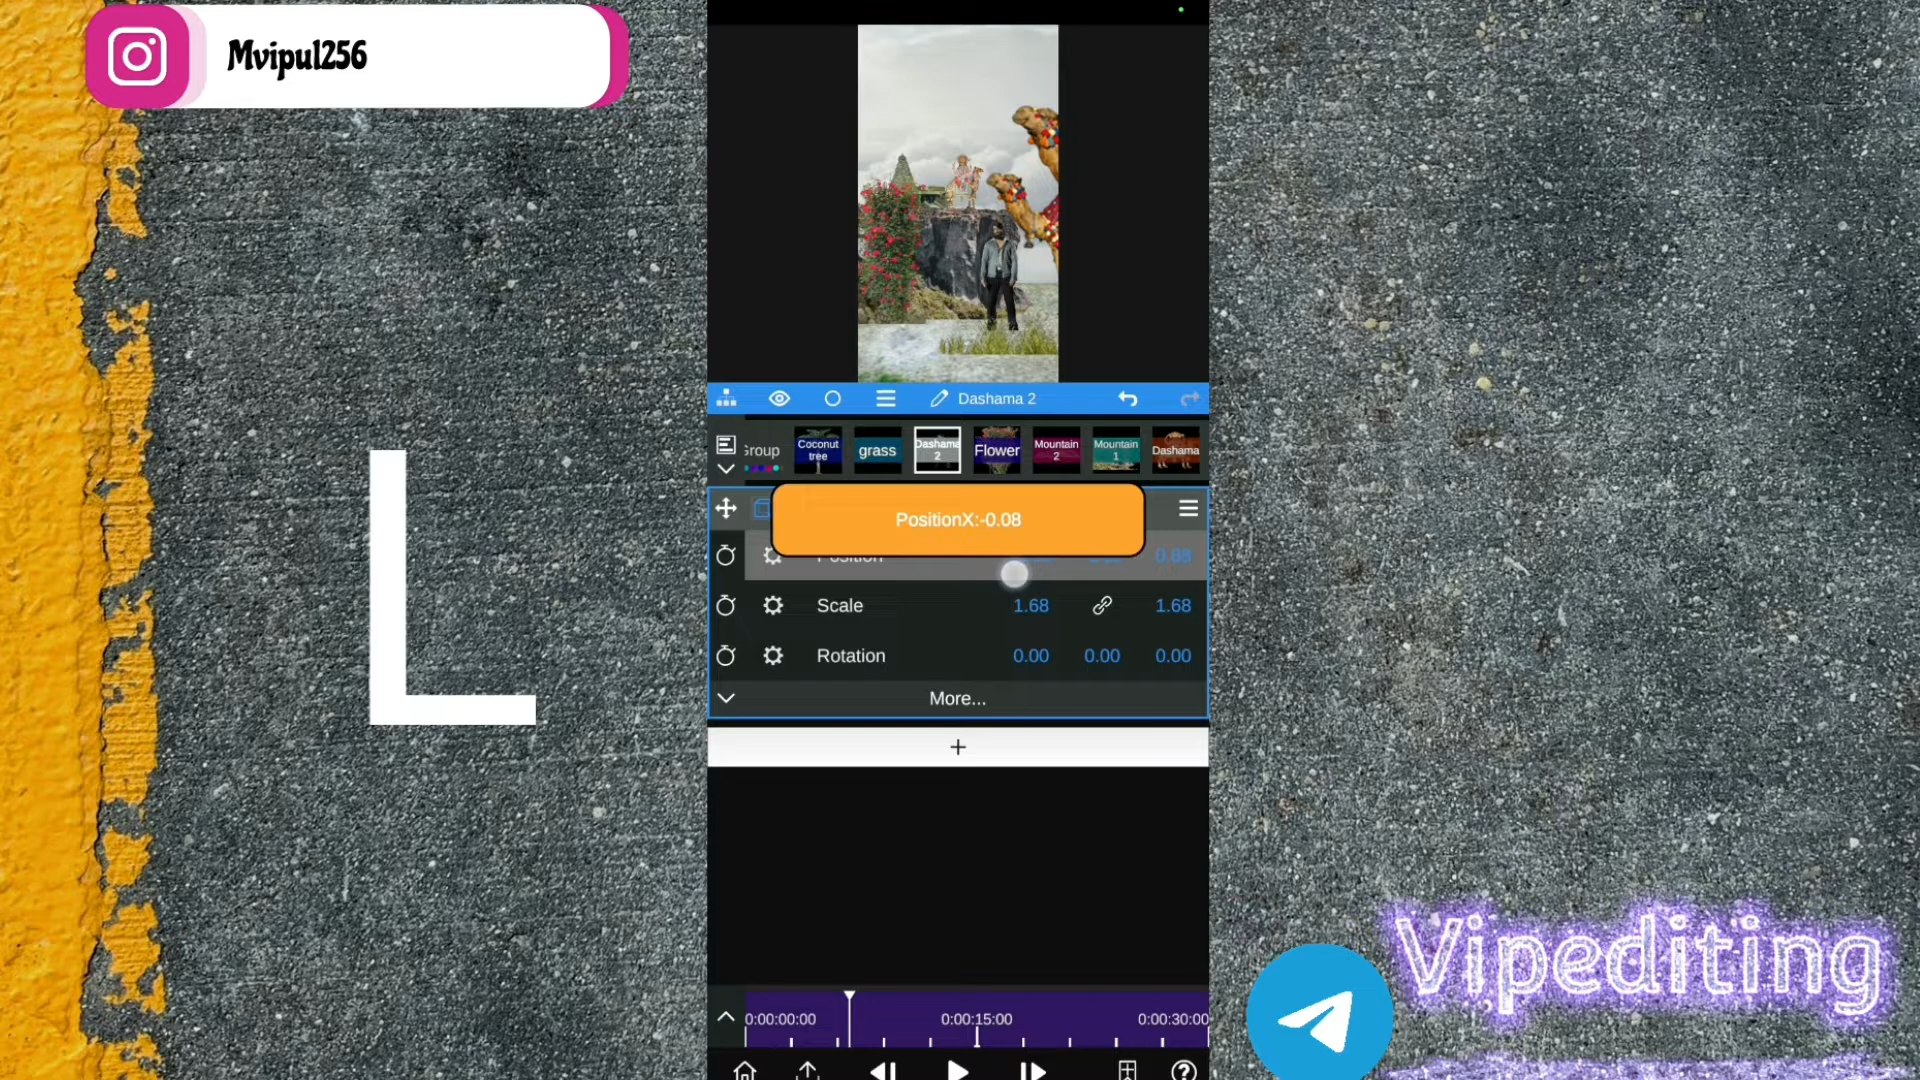 Mvipul256
L
Dashama 2
Group
Coconut tree
grass
Dashama 2
Flower
Mountain 2
Mountain 1
Dashama
PositionX:-0.08
Position
Scale 1.68 1.68
Rotation 0.00 0.00 0.00
More...
+
0:00:00:00 0:00:15:00 0:00:30:00
Vipediting